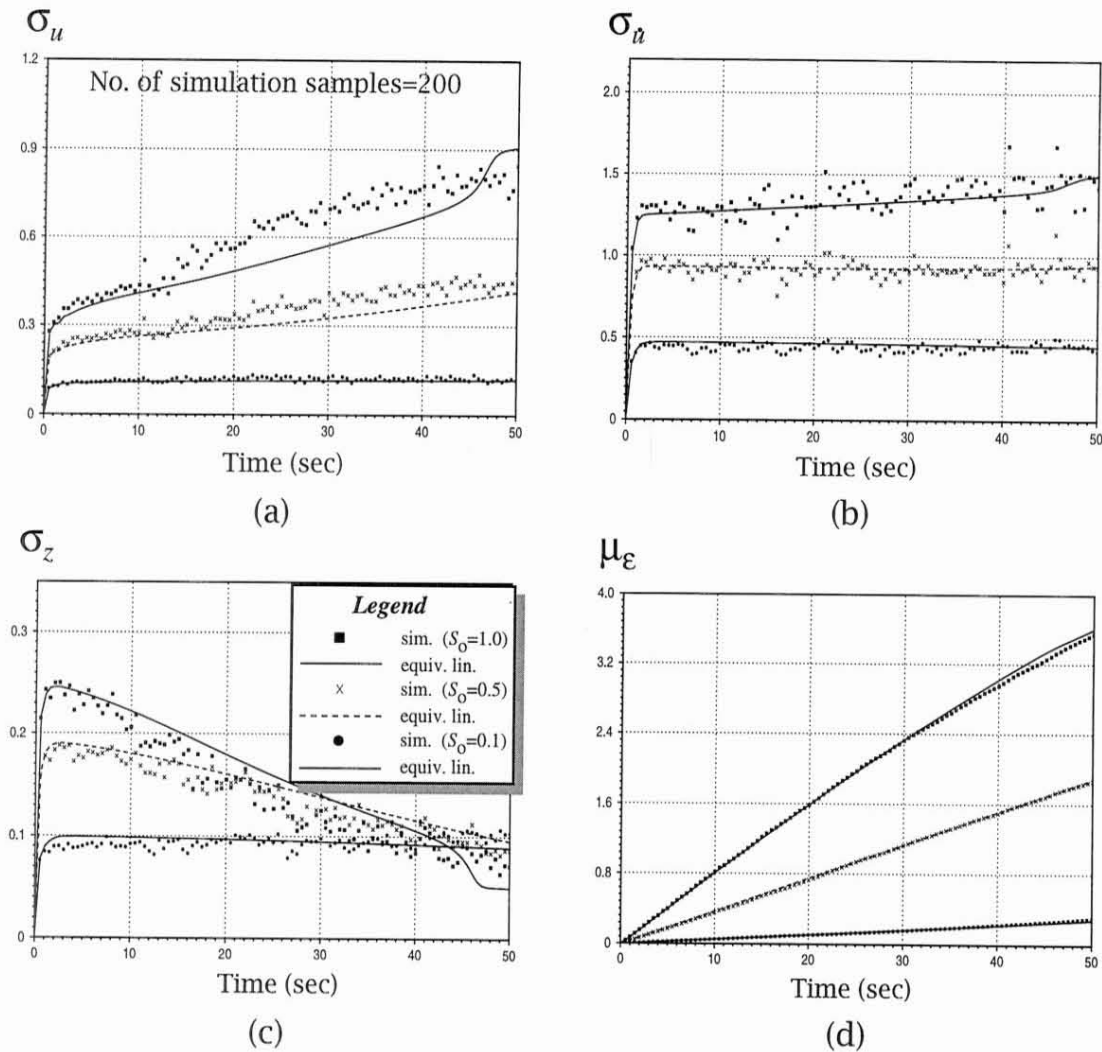 σu
1.2
0.9
0.6
0.3
0
No. of simulation samples=200
0 10 20 30 40 50
Time (sec)
(a)
σu̇
2.0
1.5
1.0
0.5
0
0 10 20 30 40 50
Time (sec)
(b)
σz
0.3
0.2
0.1
0
Legend
sim. (So=1.0)
equiv. lin.
sim. (So=0.5)
equiv. lin.
sim. (So=0.1)
equiv. lin.
0 10 20 30 40 50
Time (sec)
(c)
με
4.0
3.2
2.4
1.6
0.8
0
0 10 20 30 40 50
Time (sec)
(d)